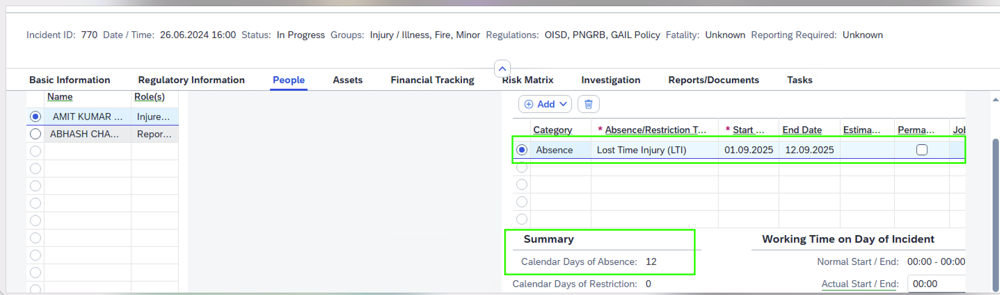 Incident ID: 770 Date / Time: 26.06.2024 16:00 Status: In Progress Groups: Injury / Illness, Fire, Minor Regulations: OISD, PNGRB, GAIL Policy Fatality: Unknown Reporting Required: Unknown
Basic Information Regulatory Information People Assets Financial Tracking Risk Matrix Investigation Reports/Documents Tasks
Name Role(s)
AMIT KUMAR ... Injure...
ABHASH CHA... Repor...
Add
Category * Absence/Restriction T... * Start ... End Date Estima... Perma... Job
Absence Lost Time Injury (LTI) 01.09.2025 12.09.2025
Summary
Calendar Days of Absence: 12
Calendar Days of Restriction: 0
Working Time on Day of Incident
Normal Start / End: 00:00 - 00:00
Actual Start / End: 00:00